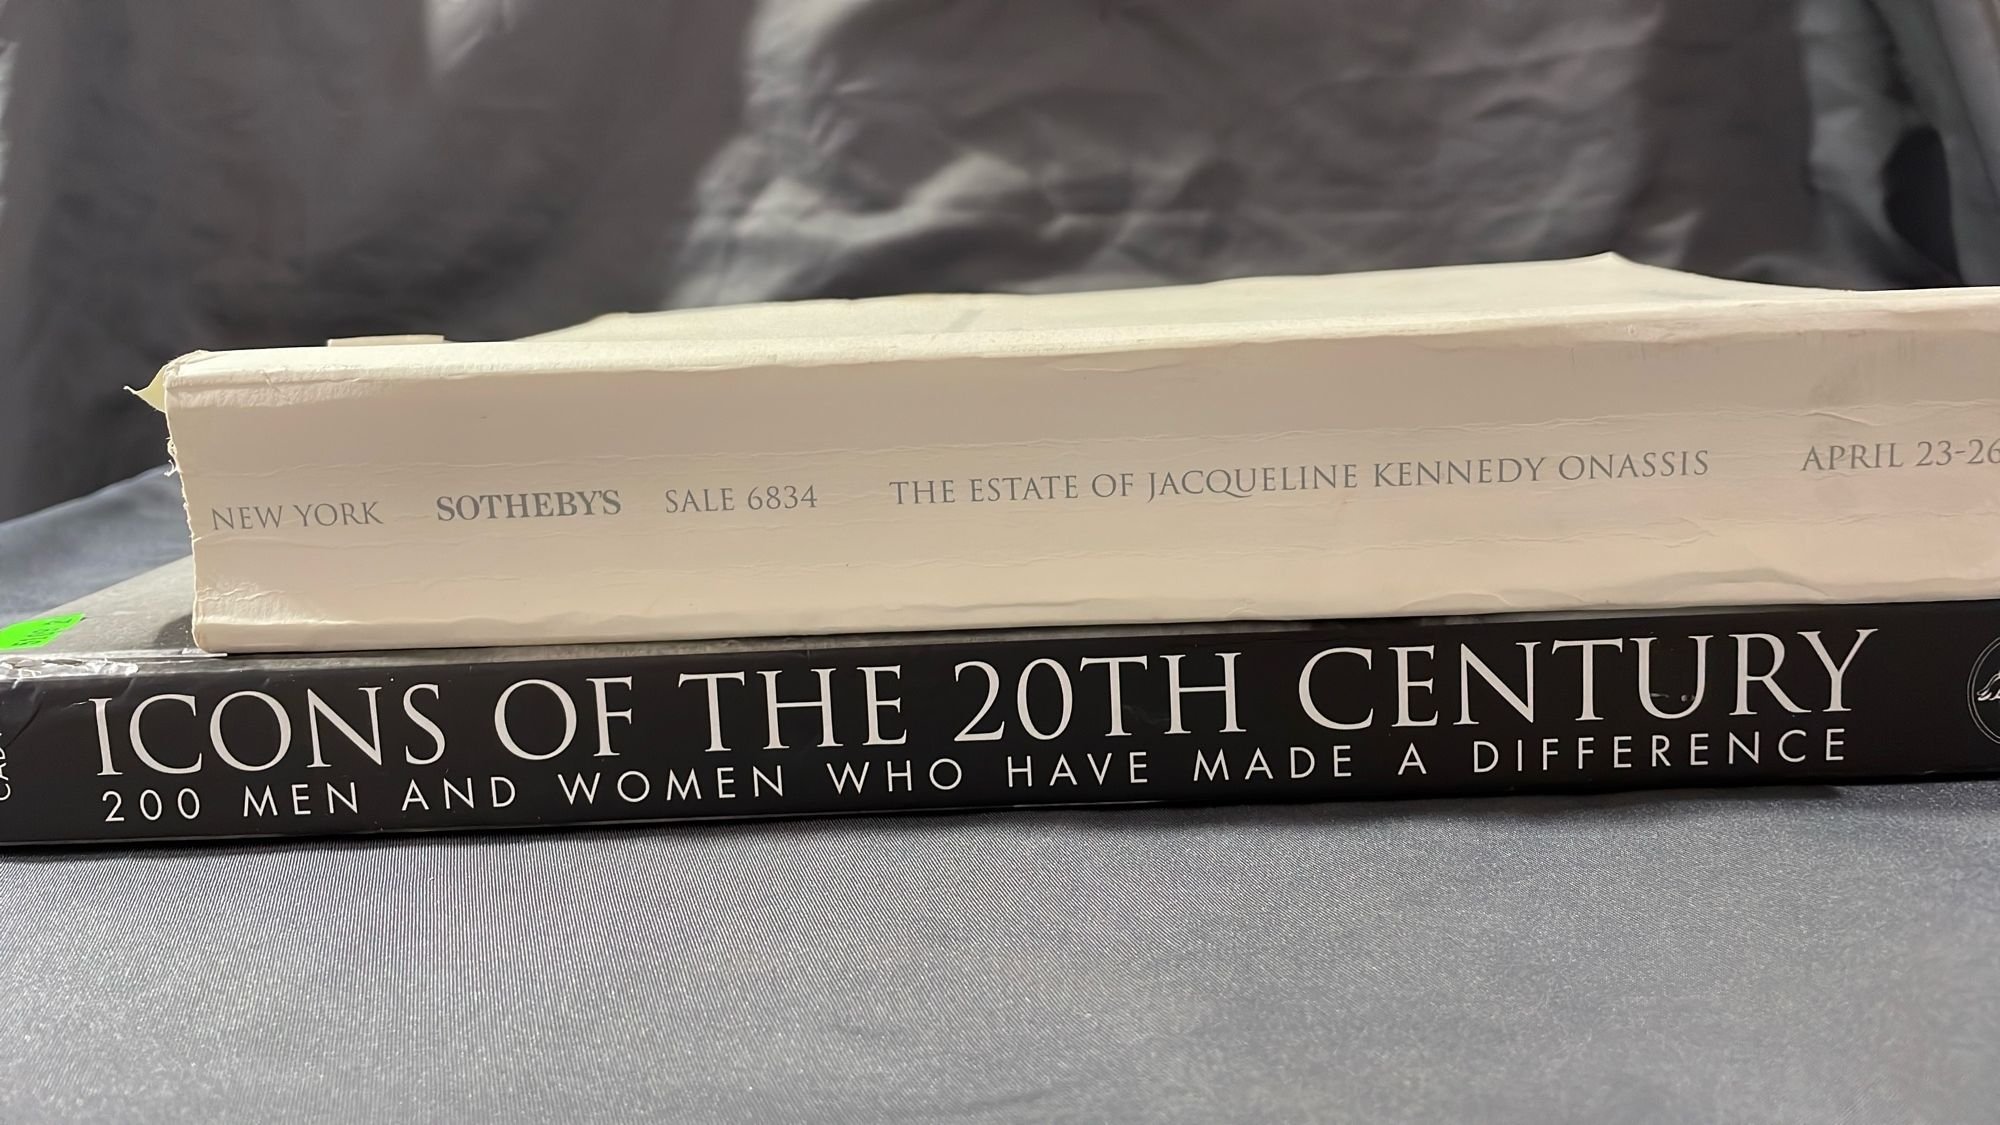 NEW YORK SOTHEBY'S SALE 6834 THE ESTATE OF JACQUELINE KENNEDY ONASSIS APRIL 23-26
ICONS OF THE 20TH CENTURY
200 MEN AND WOMEN WHO HAVE MADE A DIFFERENCE